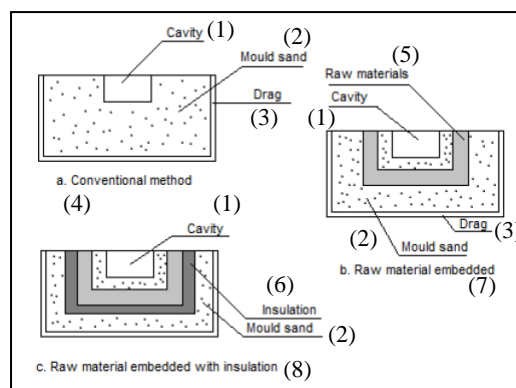 Cavity (1)
(2)
Mould sand
Drag
(3)
a. Conventional method
(4)
(5)
Raw materials
Cavity
(1)
Drag (3)
(2)
Mould sand
b. Raw material embedded
(7)
(1)
Cavity
(6)
Insulation
Mould sand (2)
c. Raw material embedded with insulation (8)